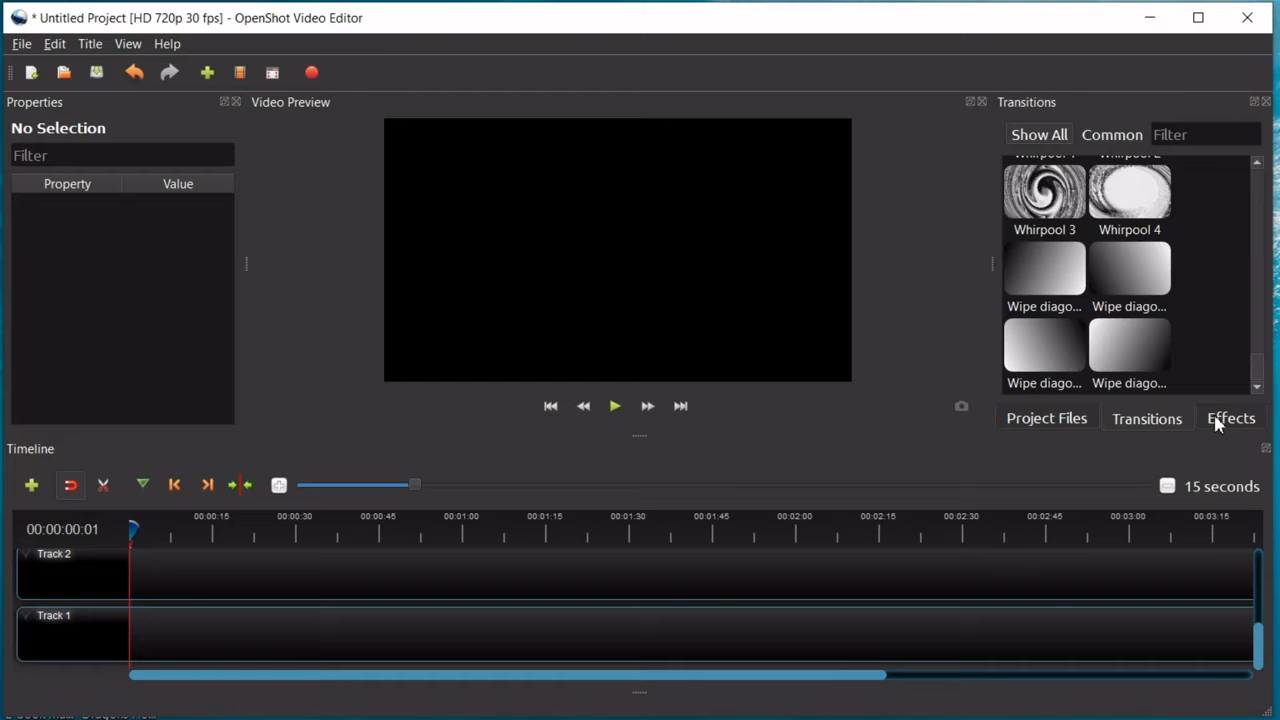 * Untitled Project [HD 720p 30 fps] - OpenShot Video Editor
File Edit Title View Help
Properties
Video Preview
Transitions
No Selection
Show All Common Filter
Filter
Property Value
Whirpool 3 Whirpool 4
Wipe diago... Wipe diago...
Wipe diago... Wipe diago...
Project Files Transitions Effects
Timeline
15 seconds
00:00:00:01
00:00:15 00:00:30 00:00:45 00:01:00 00:01:15 00:01:30 00:01:45 00:02:00 00:02:15 00:02:30 00:02:45 00:03:00 00:03:15
Track 2
Track 1